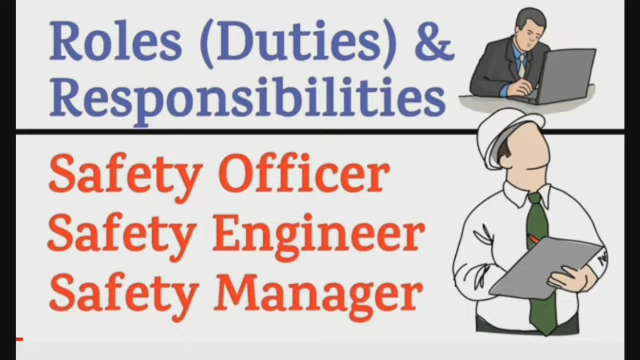 Roles (Duties) &
Responsibilities
Safety Officer
Safety Engineer
Safety Manager